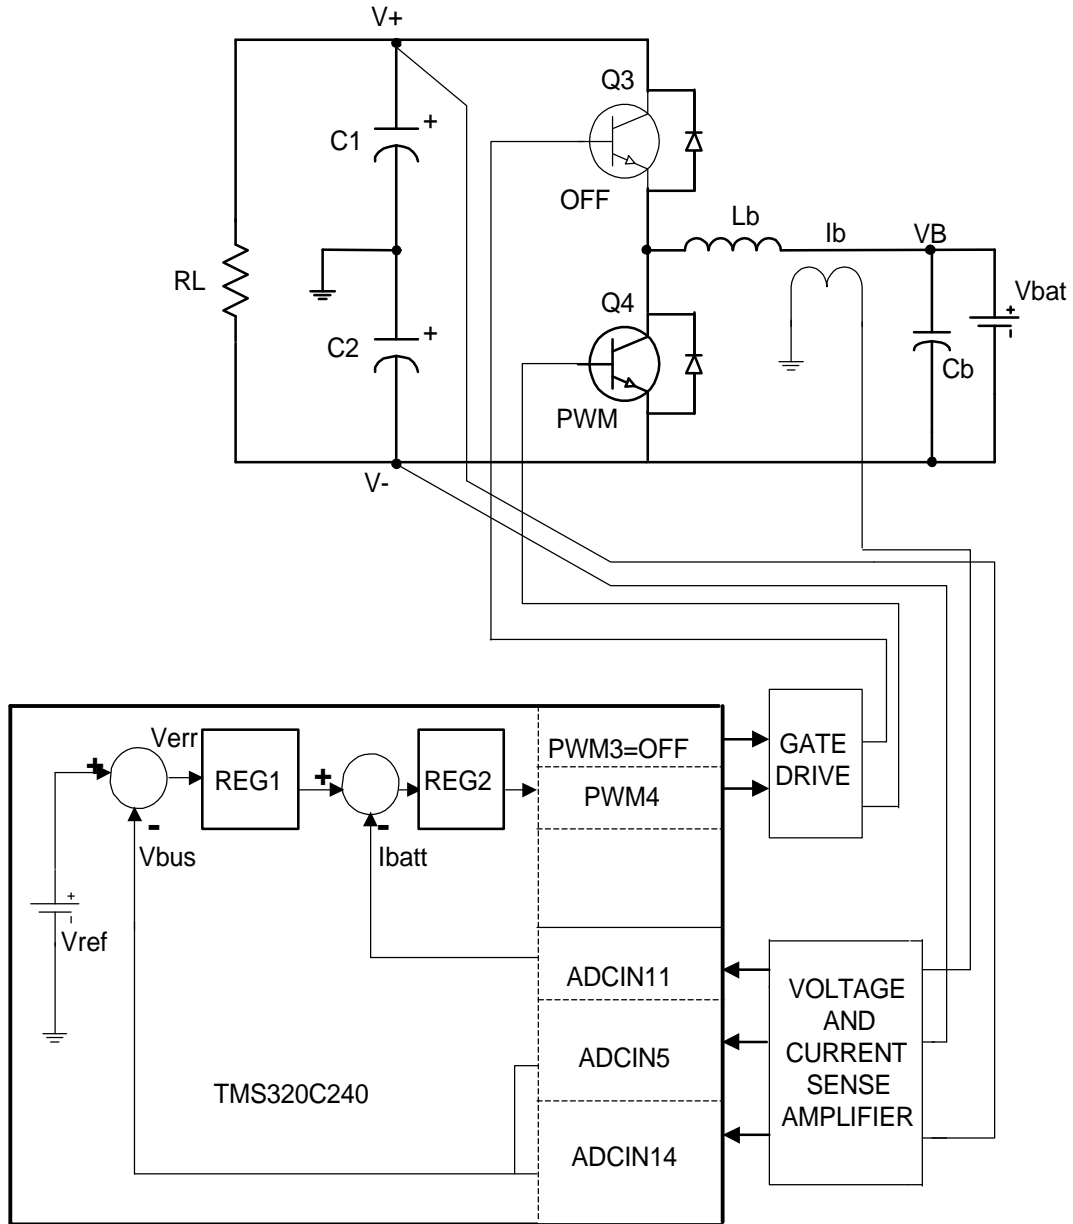 V+
Q3
+
C1
OFF
Lb
Ib
VB
RL
Vbat
+
-
Q4
+
C2
Cb
PWM
V-
Verr
+
REG1
+
REG2
PWM3=OFF
PWM4
GATE
DRIVE
-
Vbus
-
Ibatt
+
-
Vref
ADCIN11
ADCIN5
ADCIN14
VOLTAGE
AND
CURRENT
SENSE
AMPLIFIER
TMS320C240